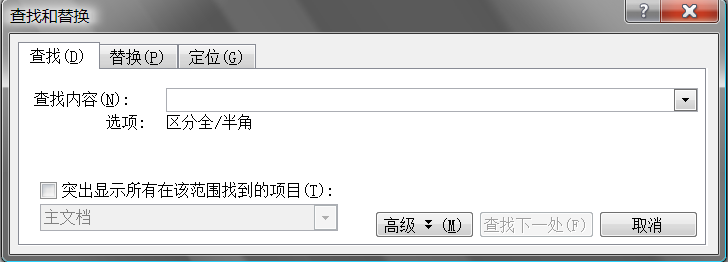 查找和替换
查找(D) 替换(P) 定位(G)
查找内容(N):
选项: 区分全/半角
突出显示所有在该范围找到的项目(T):
主文档
高级 (M) 查找下一处(F) 取消